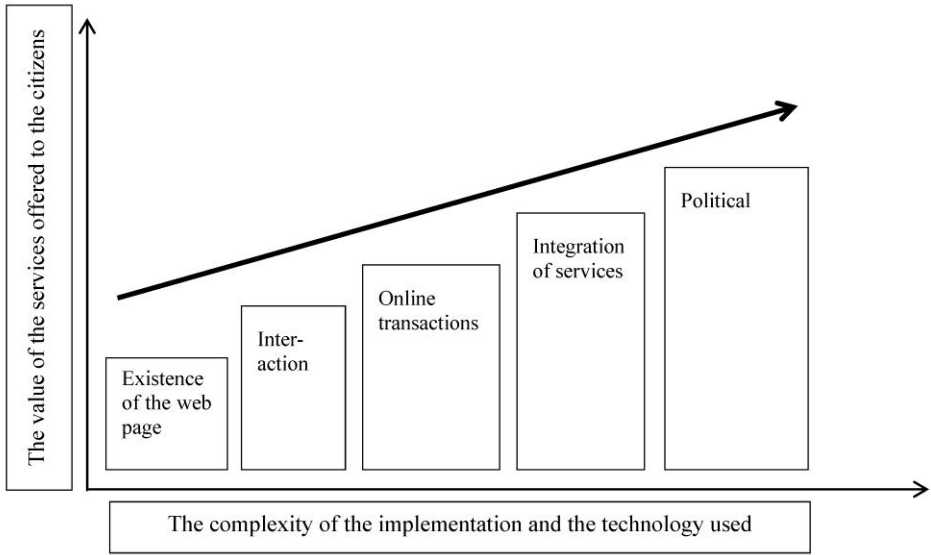 The value of the services offered to the citizens
Existence
of the web
page
Inter-
action
Online
transactions
Integration
of services
Political
The complexity of the implementation and the technology used